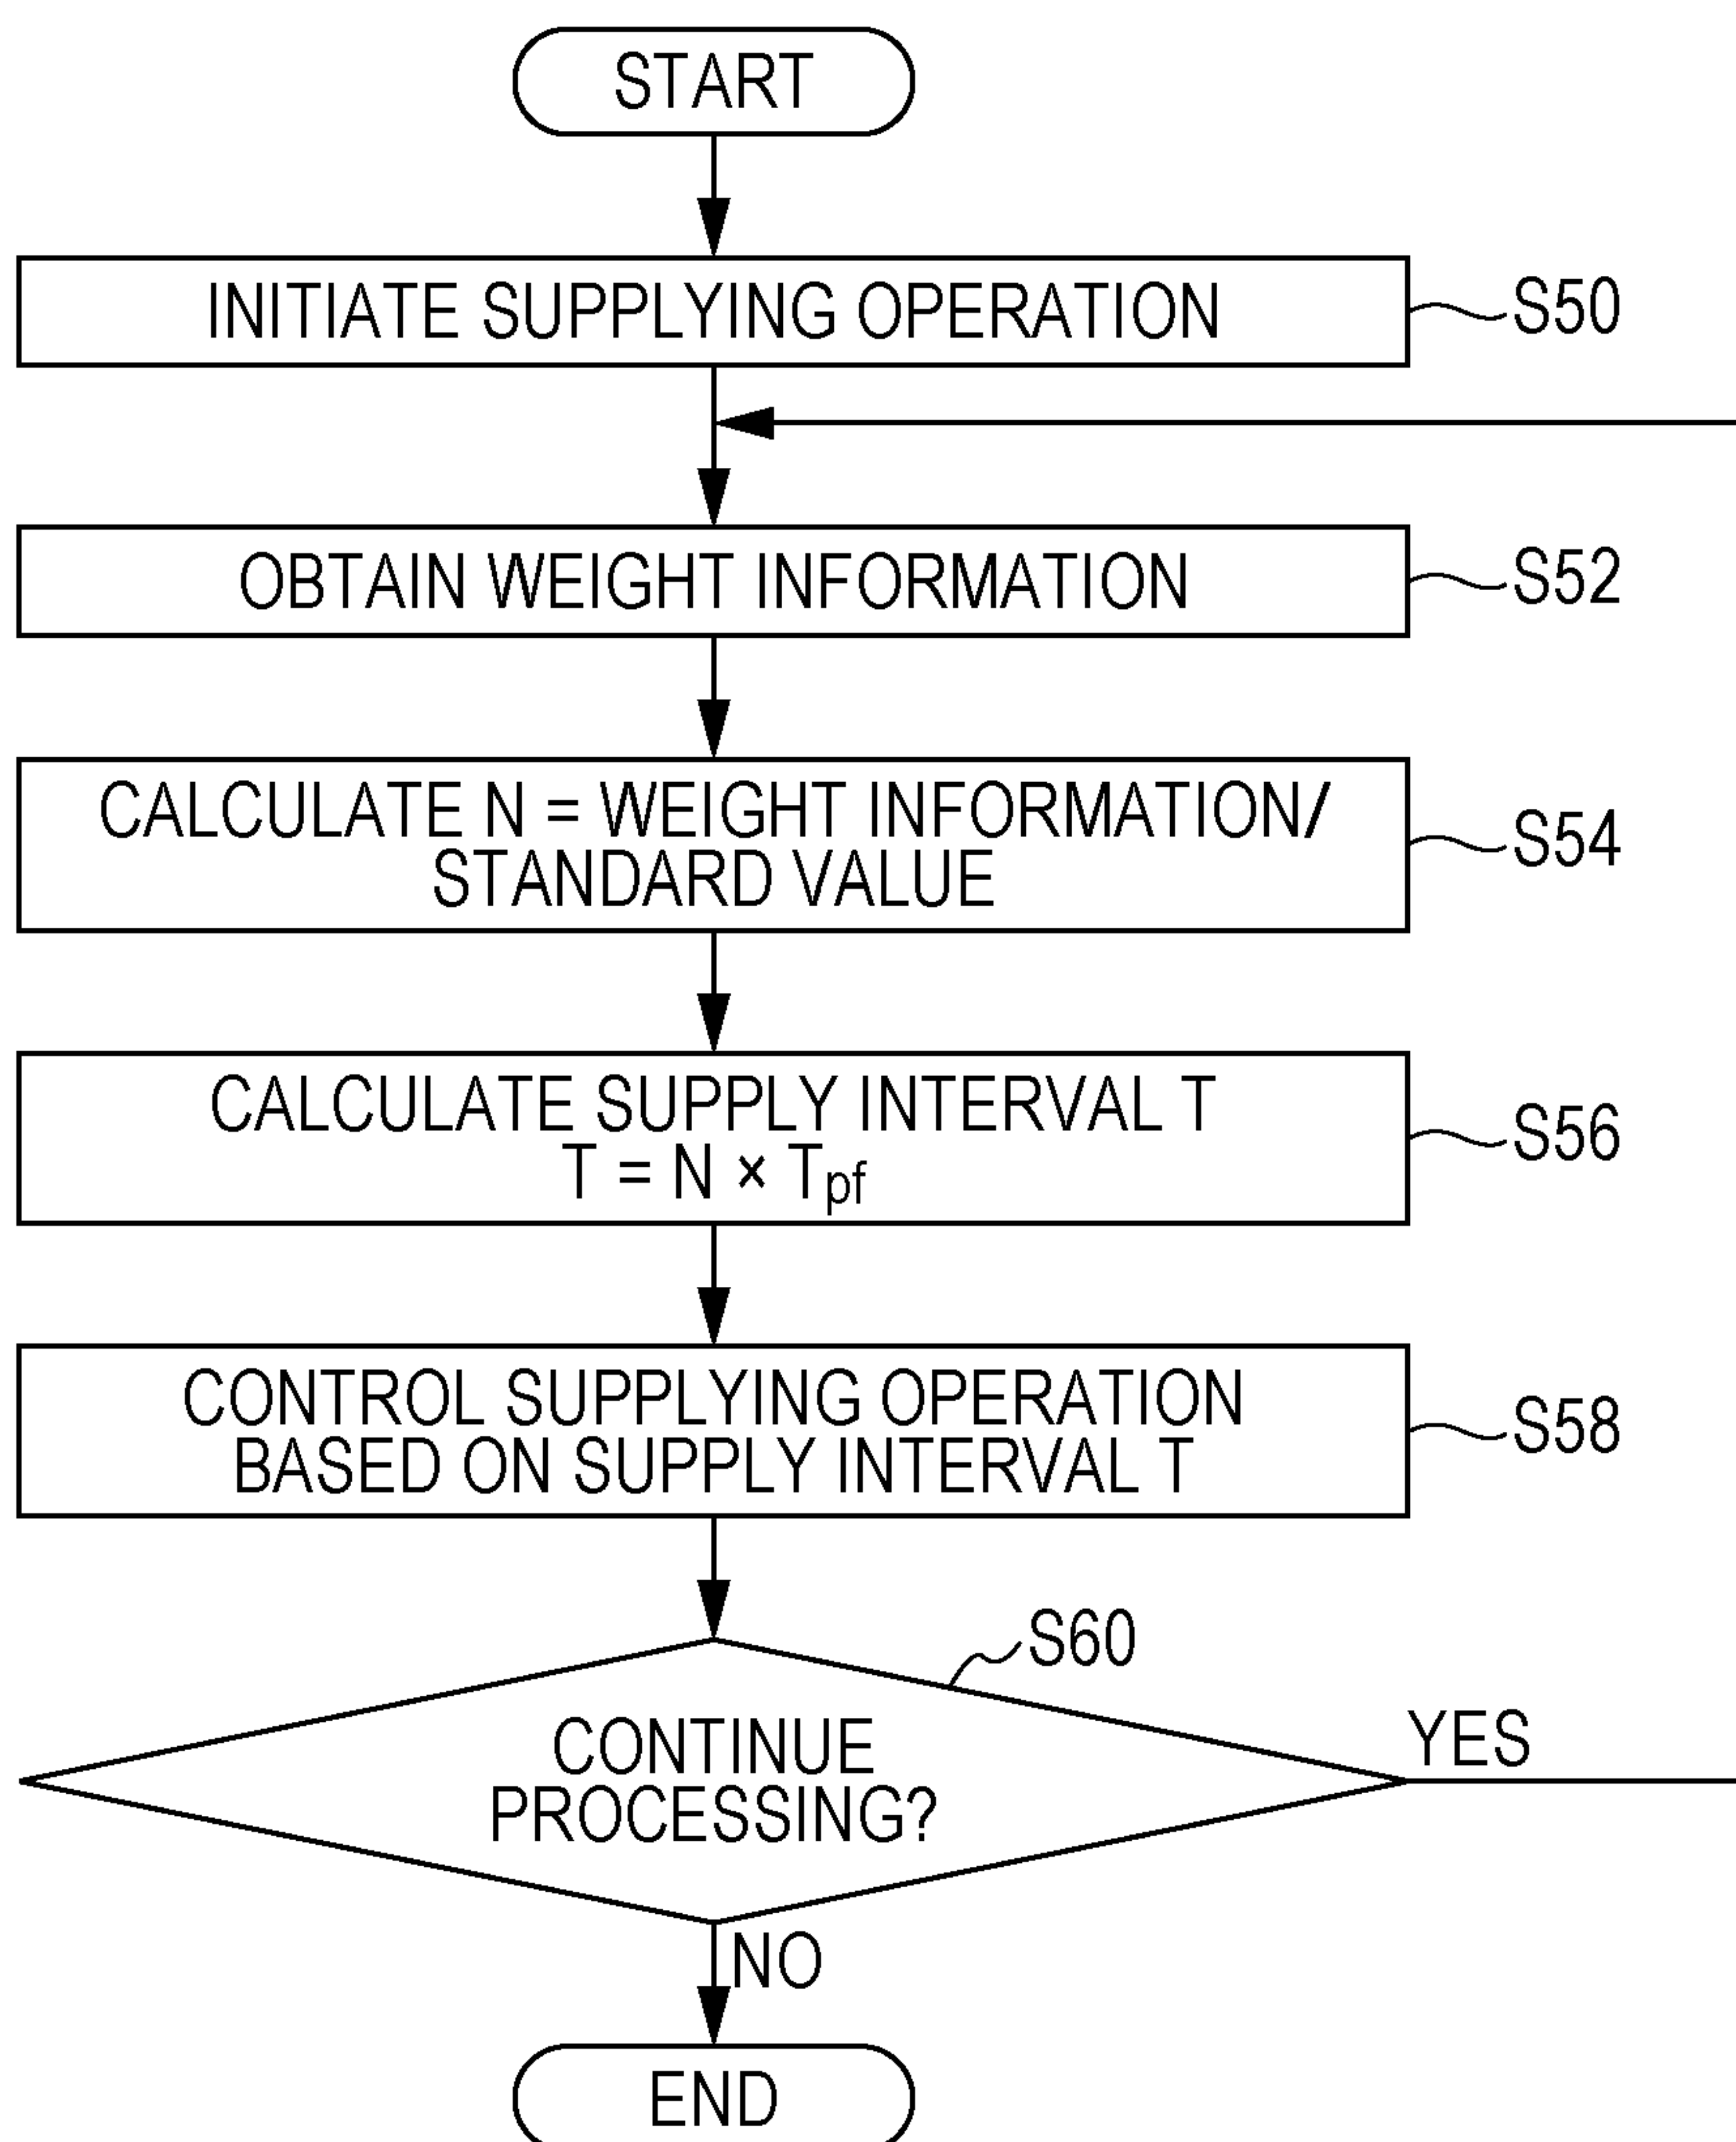 START
INITIATE SUPPLYING OPERATION
S50
OBTAIN WEIGHT INFORMATION
S52
CALCULATE N = WEIGHT INFORMATION/
STANDARD VALUE
S54
CALCULATE SUPPLY INTERVAL T
T = N × Tpf
S56
CONTROL SUPPLYING OPERATION
BASED ON SUPPLY INTERVAL T
S58
S60
CONTINUE
PROCESSING?
YES
NO
END